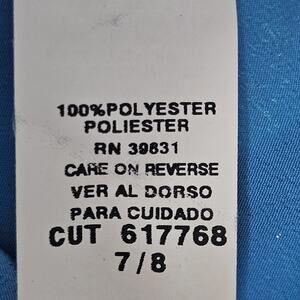 100%POLYESTER
POLIESTER
RN 39831
CARE ON REVERSE
VER AL DORSO
PARA CUIDADO
CUT 617768
7/8